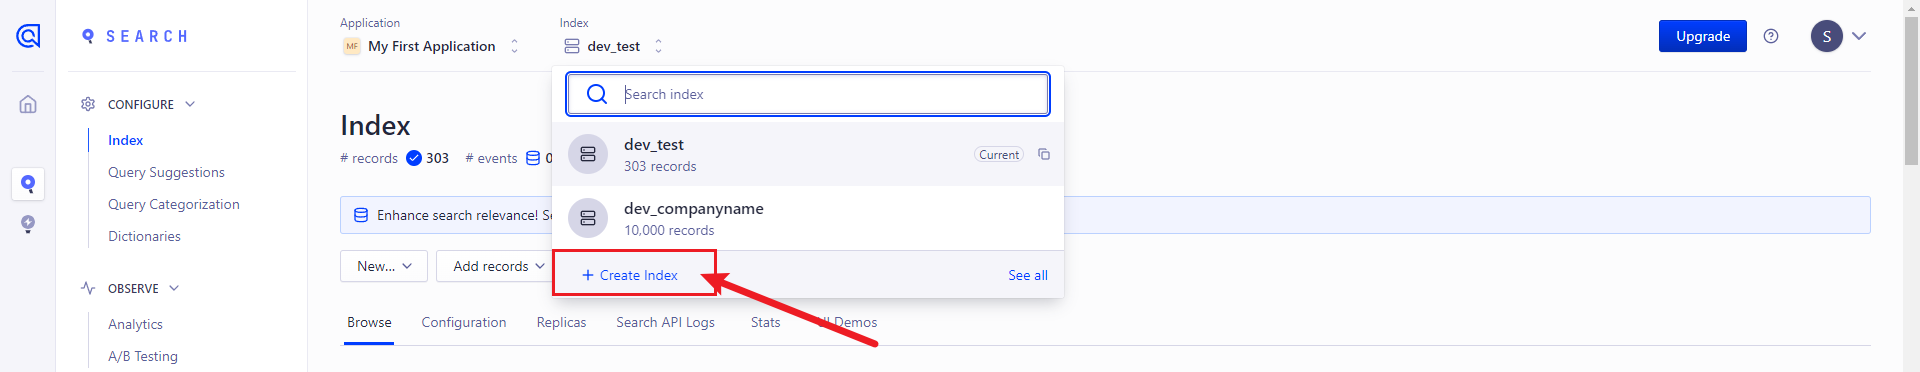 SEARCH
CONFIGURE
Index
Query Suggestions
Query Categorization
Dictionaries
OBSERVE
Analytics
A/B Testing
Application
MF My First Application
Index
dev_test
Upgrade
S
Index
# records 303 # events 0
Enhance search relevance! Se
New...
Add records
Search index
dev_test
303 records
Current
dev_companyname
10,000 records
+ Create Index
See all
Browse
Configuration
Replicas
Search API Logs
Stats
Demos